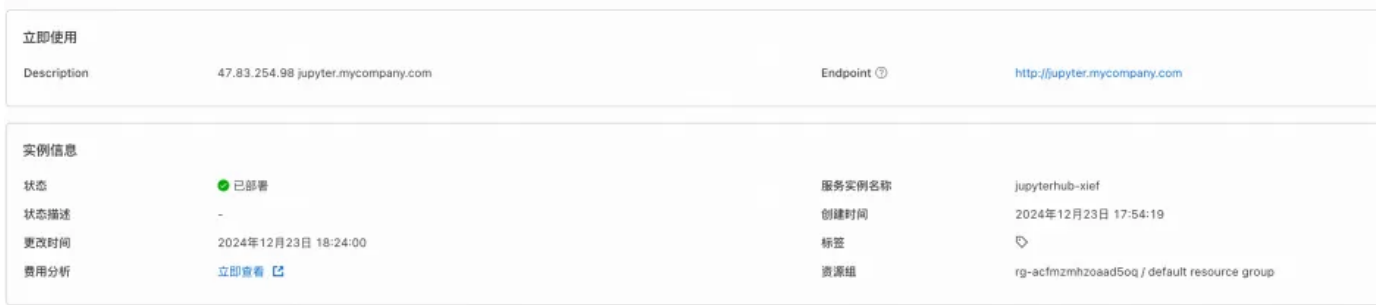 立即使用
Description 47.83.254.98 jupyter.mycompany.com Endpoint http://jupyter.mycompany.com
实例信息
状态 已部署 服务实例名称 jupyterhub-xief
状态描述 - 创建时间 2024年12月23日 17:54:19
更改时间 2024年12月23日 18:24:00 标签
费用分析 立即查看 资源组 rg-acfmzmhzoaad5oq / default resource group